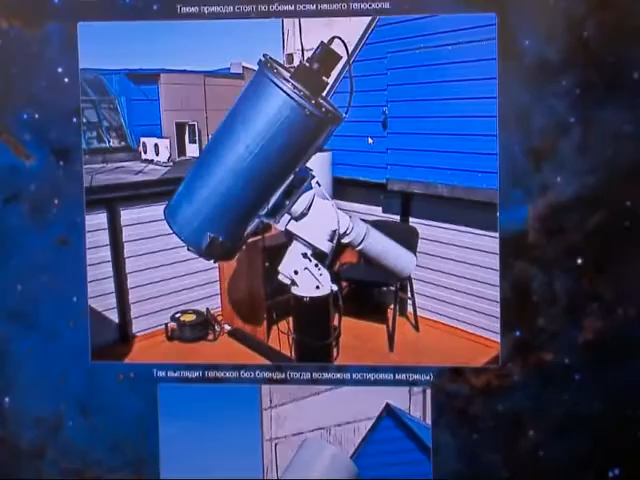 Такие привода стоят по обеим осям нашего телескопа.
Так выглядит телескоп без бленды (тогда возможна юстировка матрицы)